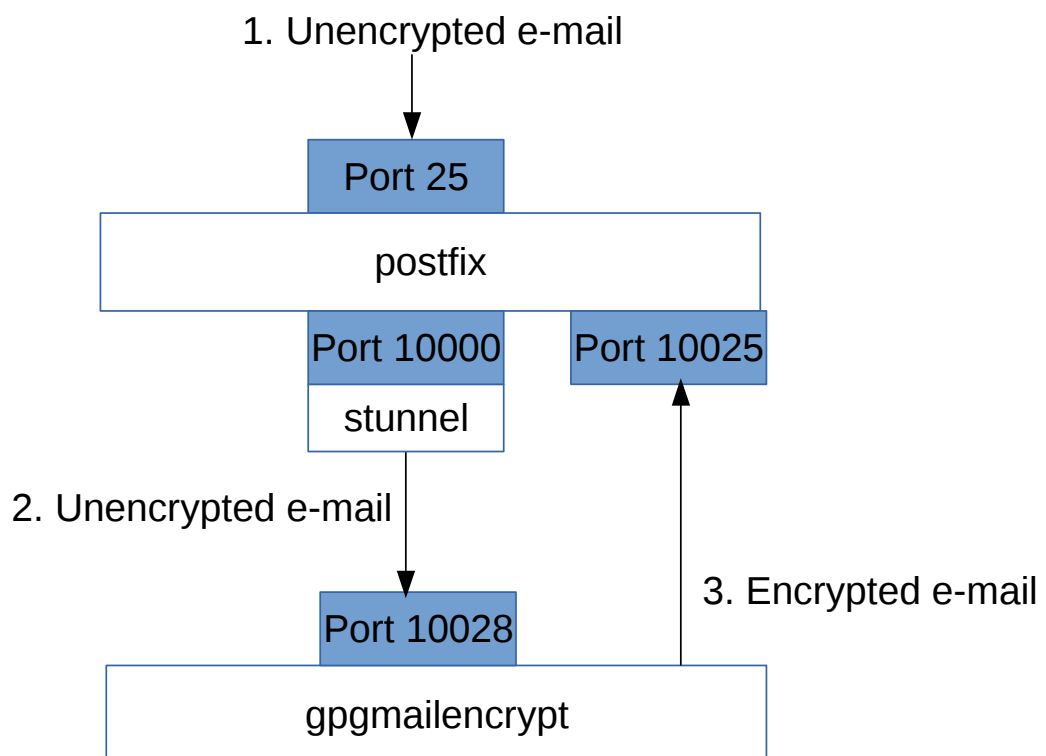 1. Unencrypted e-mail
Port 25
postfix
Port 10000
Port 10025
stunnel
2. Unencrypted e-mail
3. Encrypted e-mail
Port 10028
gpgmailencrypt